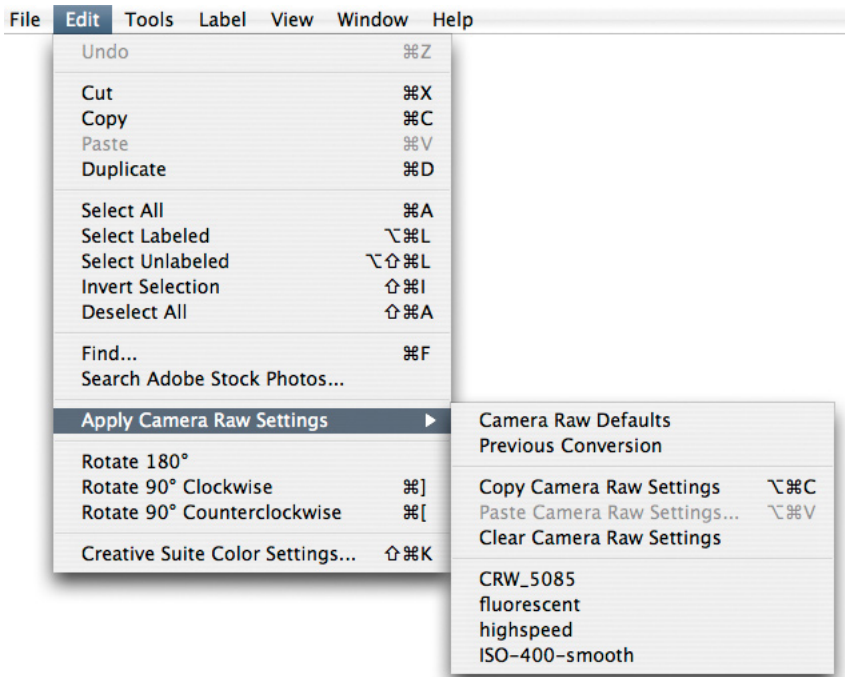 File Edit Tools Label View Window Help
Undo ⌘Z
Cut ⌘X
Copy ⌘C
Paste ⌘V
Duplicate ⌘D
Select All ⌘A
Select Labeled ⌥⌘L
Select Unlabeled ⌥⇧⌘L
Invert Selection ⇧⌘I
Deselect All ⇧⌘A
Find... ⌘F
Search Adobe Stock Photos...
Apply Camera Raw Settings ▶
Rotate 180°
Rotate 90° Clockwise ⌘]
Rotate 90° Counterclockwise ⌘[
Creative Suite Color Settings... ⇧⌘K
Camera Raw Defaults
Previous Conversion
Copy Camera Raw Settings ⌥⌘C
Paste Camera Raw Settings... ⌥⌘V
Clear Camera Raw Settings
CRW_5085
fluorescent
highspeed
ISO-400-smooth